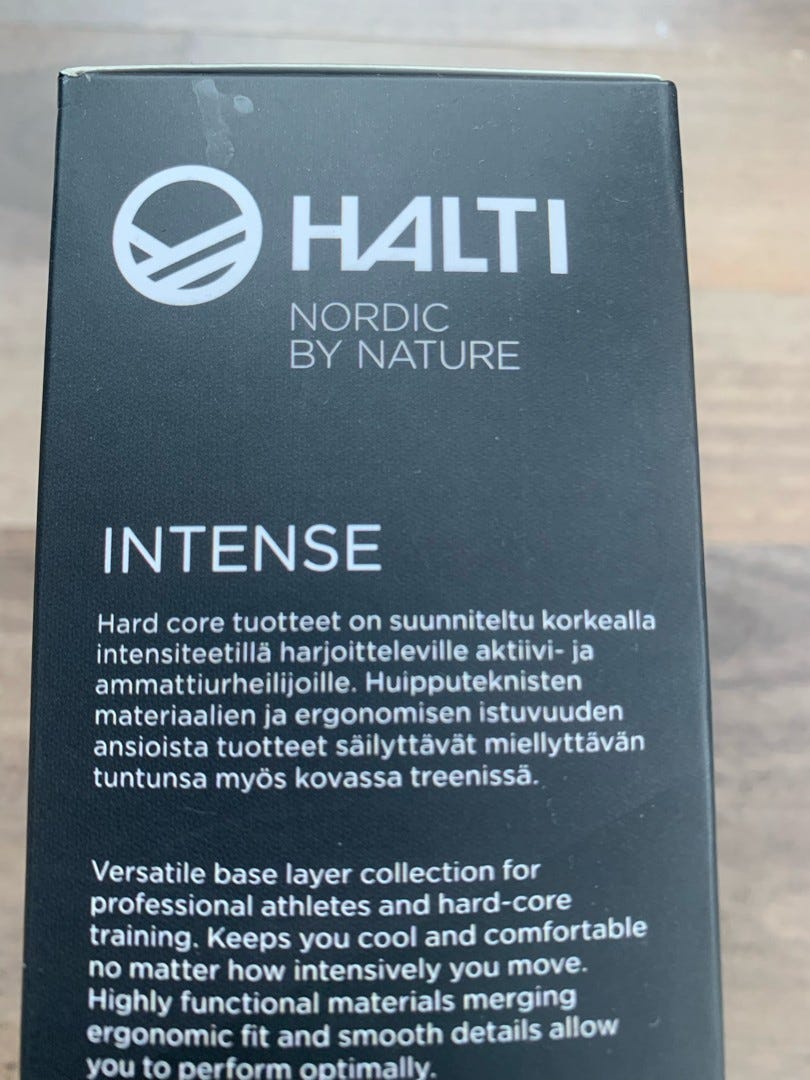 HALTI
NORDIC
BY NATURE
INTENSE
Hard core tuotteet on suunniteltu korkealla
intensiteetillä harjoitteleville aktiivi- ja
ammattiurheilijoille. Huipputeknisten
materiaalien ja ergonomisen istuvuuden
ansioista tuotteet säilyttävät miellyttävän
tuntunsa myös kovassa treenissä.
Versatile base layer collection for
professional athletes and hard-core
training. Keeps you cool and comfortable
no matter how intensively you move.
Highly functional materials merging
ergonomic fit and smooth details allow
you to perform optimally.